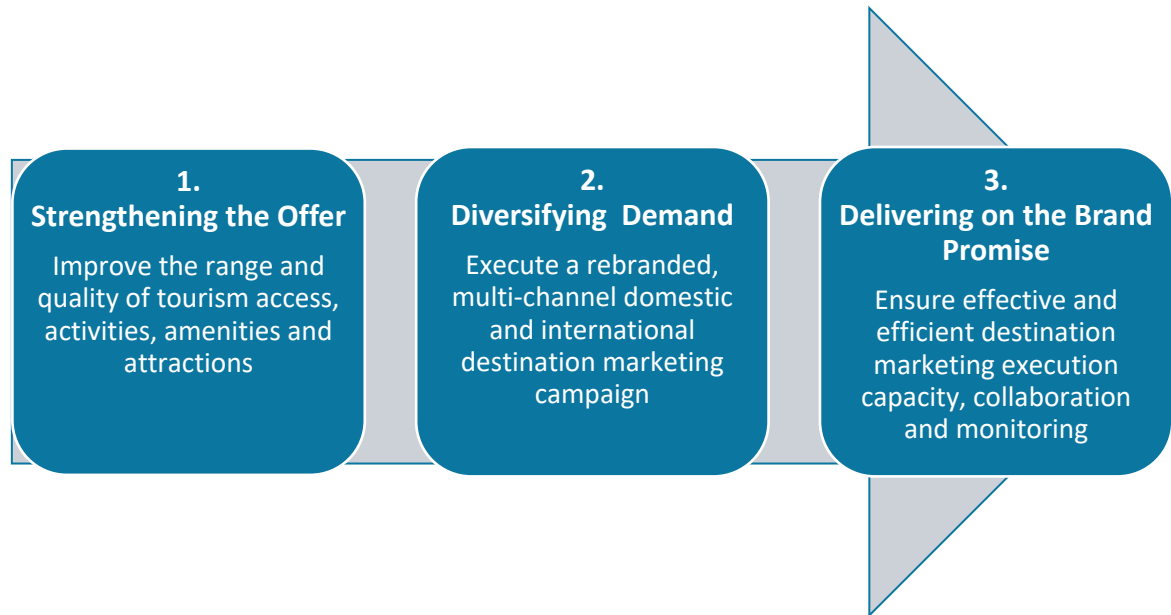 1.
Strengthening the Offer
Improve the range and
quality of tourism access,
activities, amenities and
attractions
2.
Diversifying  Demand
Execute a rebranded,
multi-channel domestic
and international
destination marketing
campaign
3.
Delivering on the Brand
Promise
Ensure effective and
efficient destination
marketing execution
capacity, collaboration
and monitoring